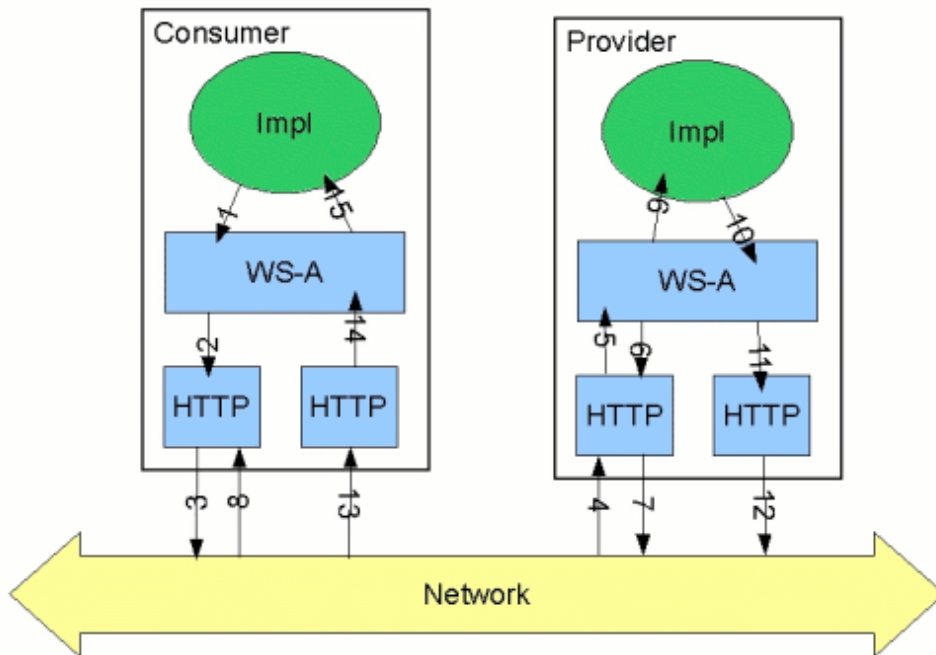 Consumer
Provider
Impl
Impl
1
15
9
10
WS-A
WS-A
2
14
5
6
11
HTTP
HTTP
HTTP
HTTP
3
8
13
4
7
12
Network